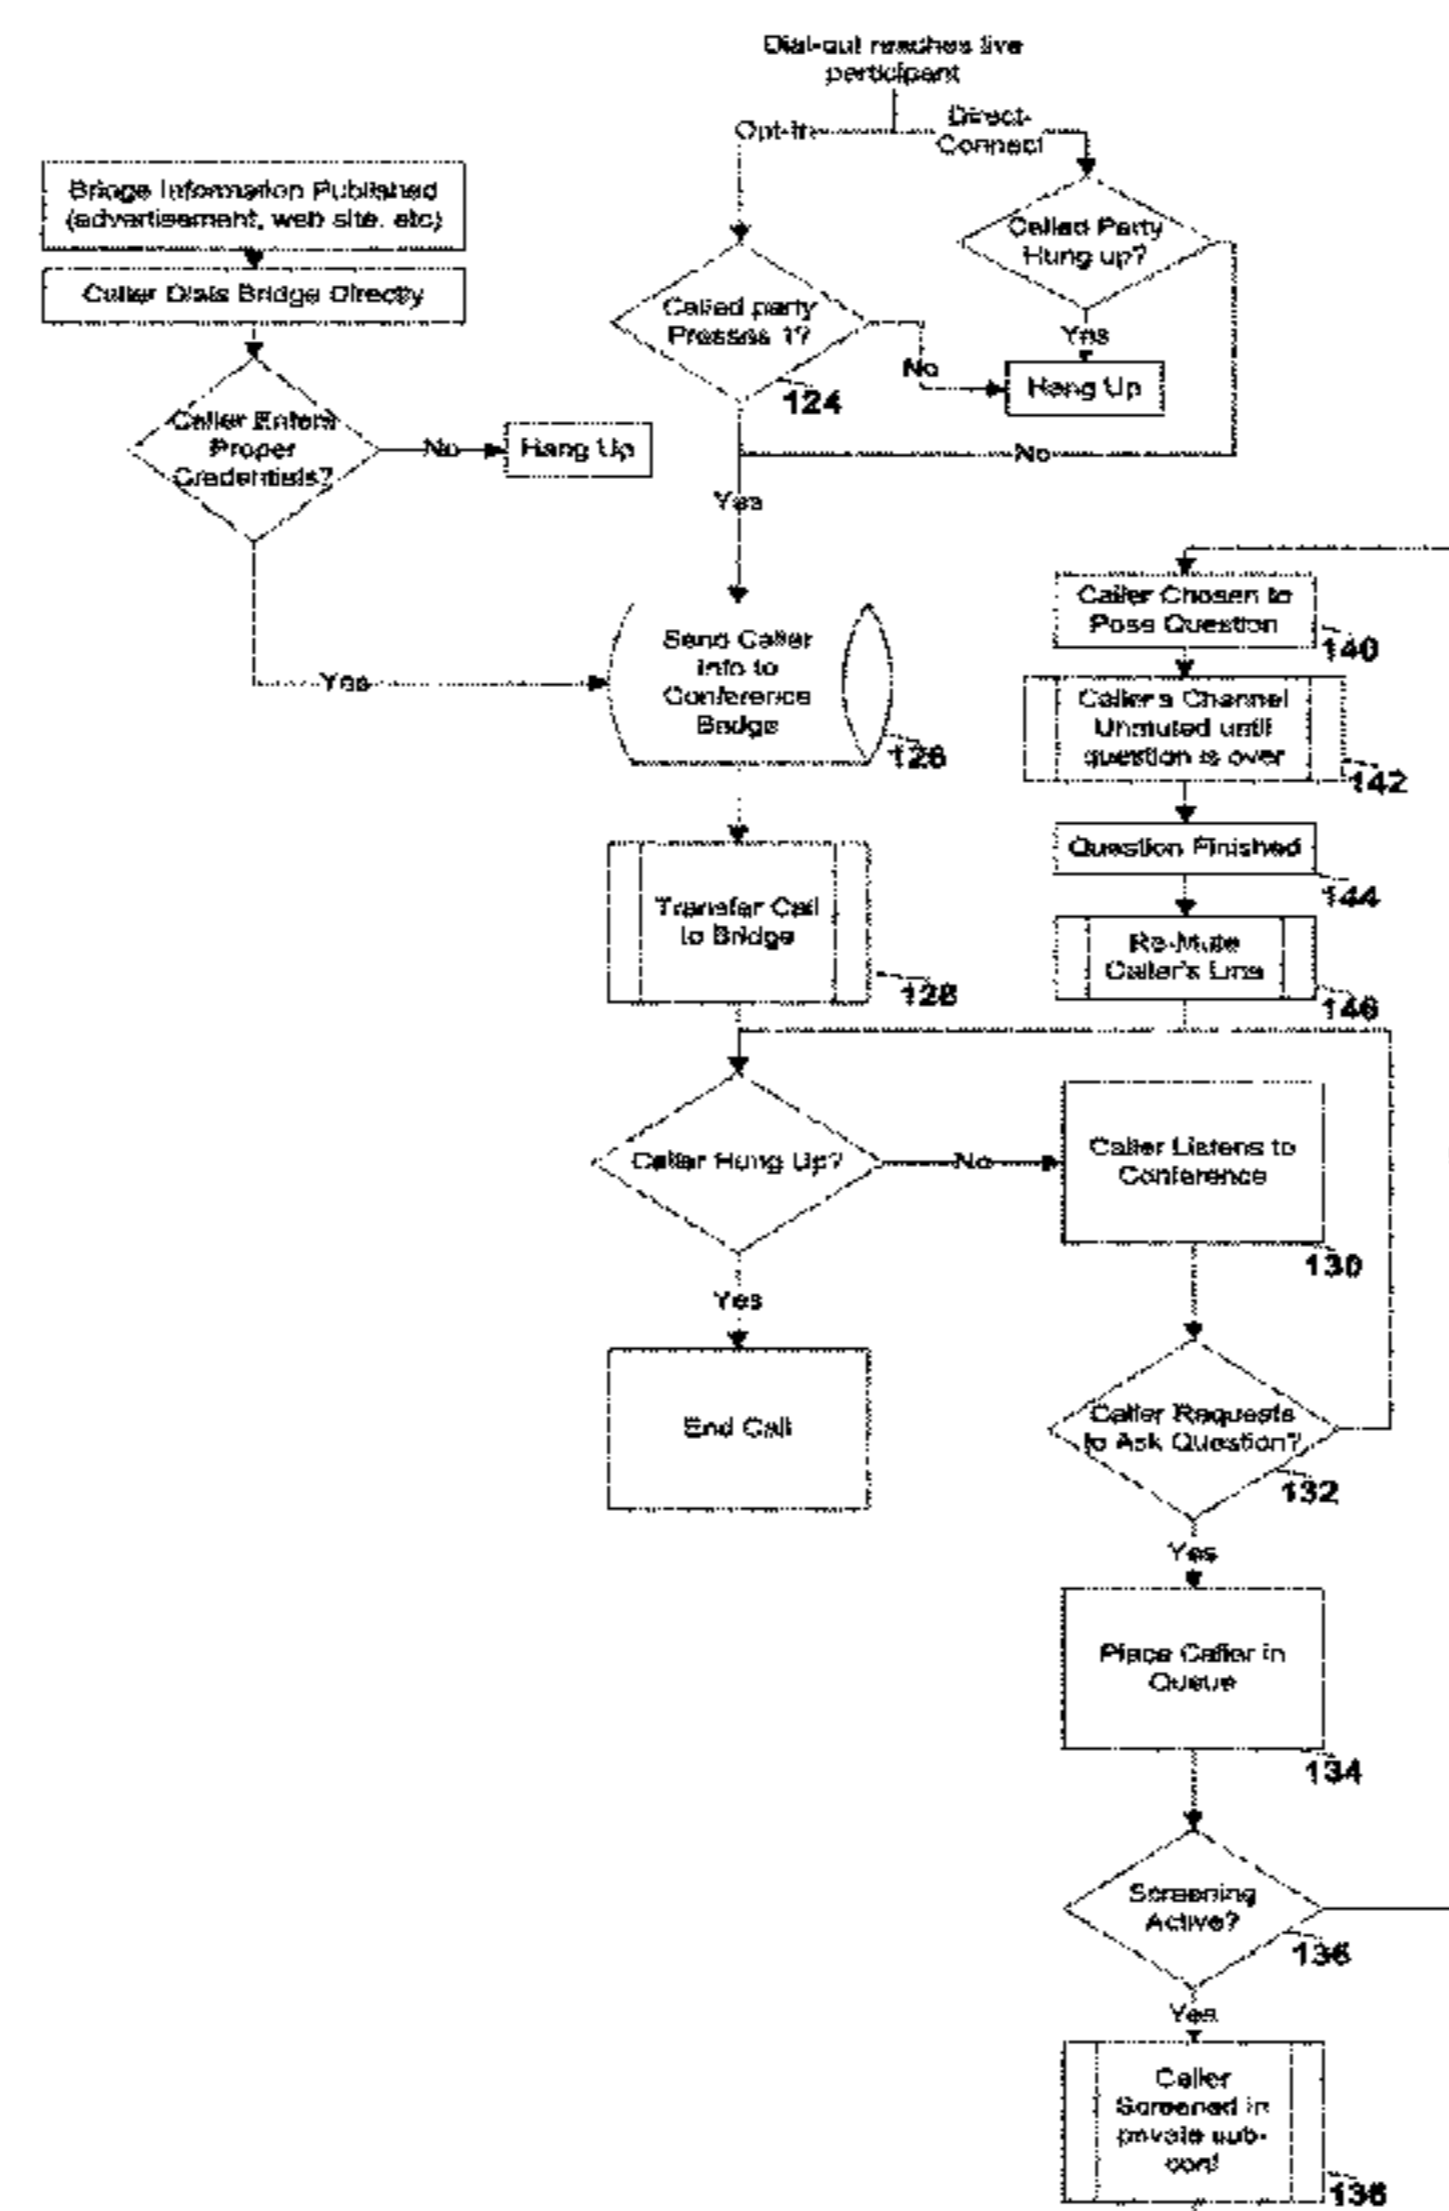 Dial-out reaches live
participant
Opt-in
Direct-
Connect
Bridge Information Published
(advertisement, web site, etc)
Caller Dials Bridge Directly
Called Party
Hung up?
Called party
Presses 1?
Yes
No
Hang Up
124
Caller Enters
Proper
Credentials?
No
Hang Up
No
Yes
Caller Chosen to
Pose Question
140
Send Caller
Info to
Conference
Badge
126
Yes
Caller's Channel
Unmuted until
question is over
142
Question Finished
144
Transfer Call
to Bridge
128
Re-Mute
Caller's Line
146
Caller Hung Up?
No
Caller Listens to
Conference
130
Yes
End Call
Caller Requests
to Ask Question?
132
Yes
Place Caller in
Queue
134
Screening
Active?
136
Yes
Caller
Screened in
private sub-
conf